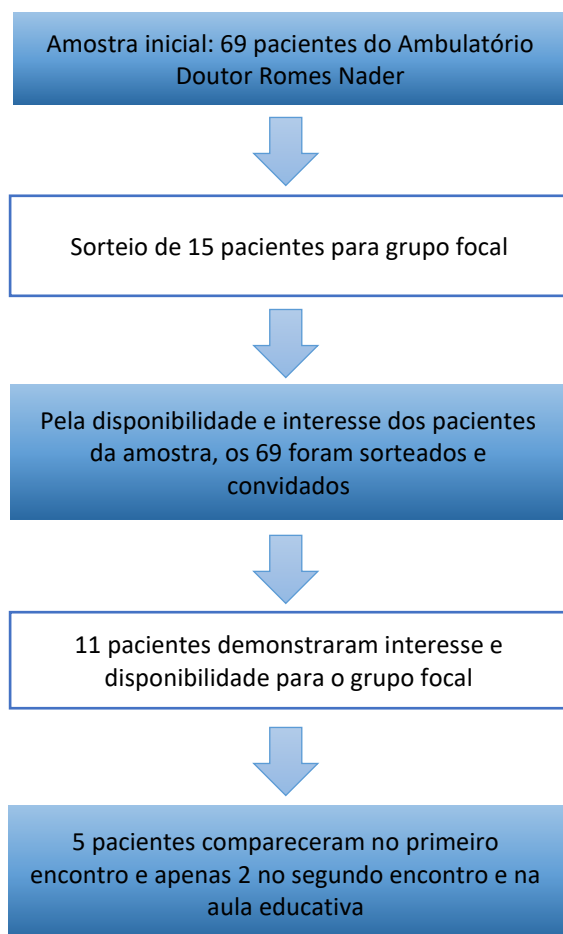 Amostra inicial: 69 pacientes do Ambulatório
Doutor Romes Nader
Sorteio de 15 pacientes para grupo focal
Pela disponibilidade e interesse dos pacientes
da amostra, os 69 foram sorteados e
convidados
11 pacientes demonstraram interesse e
disponibilidade para o grupo focal
5 pacientes compareceram no primeiro
encontro e apenas 2 no segundo encontro e na
aula educativa